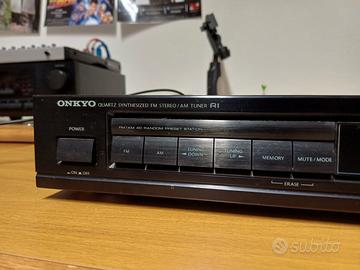 ONKYO QUARTZ SYNTHESIZED FM STEREO/AM TUNER R1
FM/AM 40 RANDOM PRESET STATION
POWER
FM
AM
TUNING DOWN
TUNING UP
MEMORY
MUTE/MODE
ON OFF
ERASE
subito